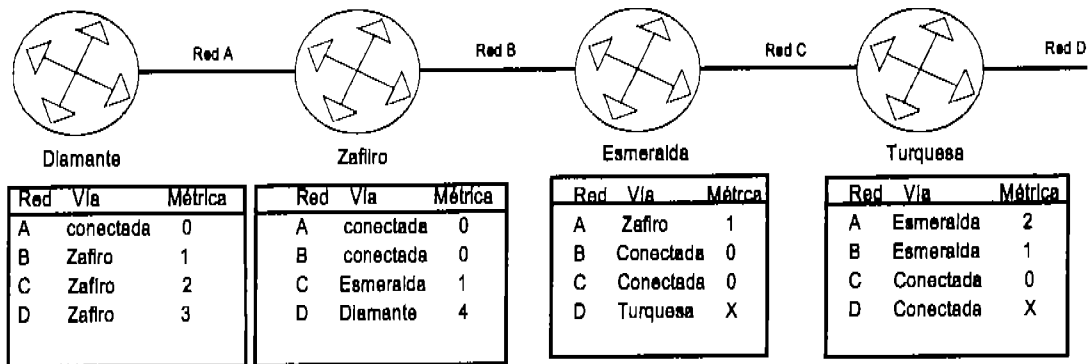 Red A
Red B
Red C
Red D
Diamante
Zafiro
Esmeralda
Turquesa
Red Vía Métrica
A conectada 0
B Zafiro 1
C Zafiro 2
D Zafiro 3
Red Vía Métrica
A conectada 0
B conectada 0
C Esmeralda 1
D Diamante 4
Red Vía Métrica
A Zafiro 1
B Conectada 0
C Conectada 0
D Turquesa X
Red Vía Métrica
A Esmeralda 2
B Esmeralda 1
C Conectada 0
D Conectada X